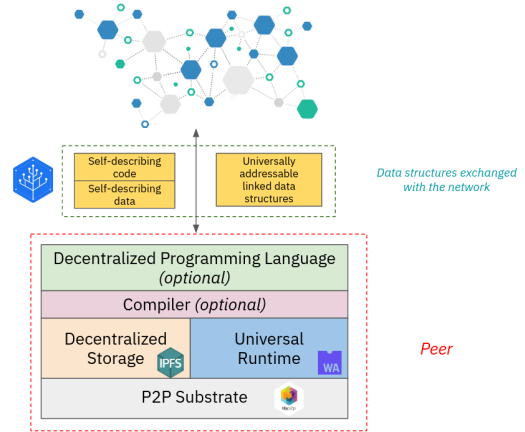 Self-describing
code
Self-describing
data
Universally
addressable
linked data
structures
Data structures exchanged
with the network
Decentralized Programming Language
(optional)
Compiler (optional)
Decentralized
Storage
IPFS
Universal
Runtime
WA
P2P Substrate
Peer